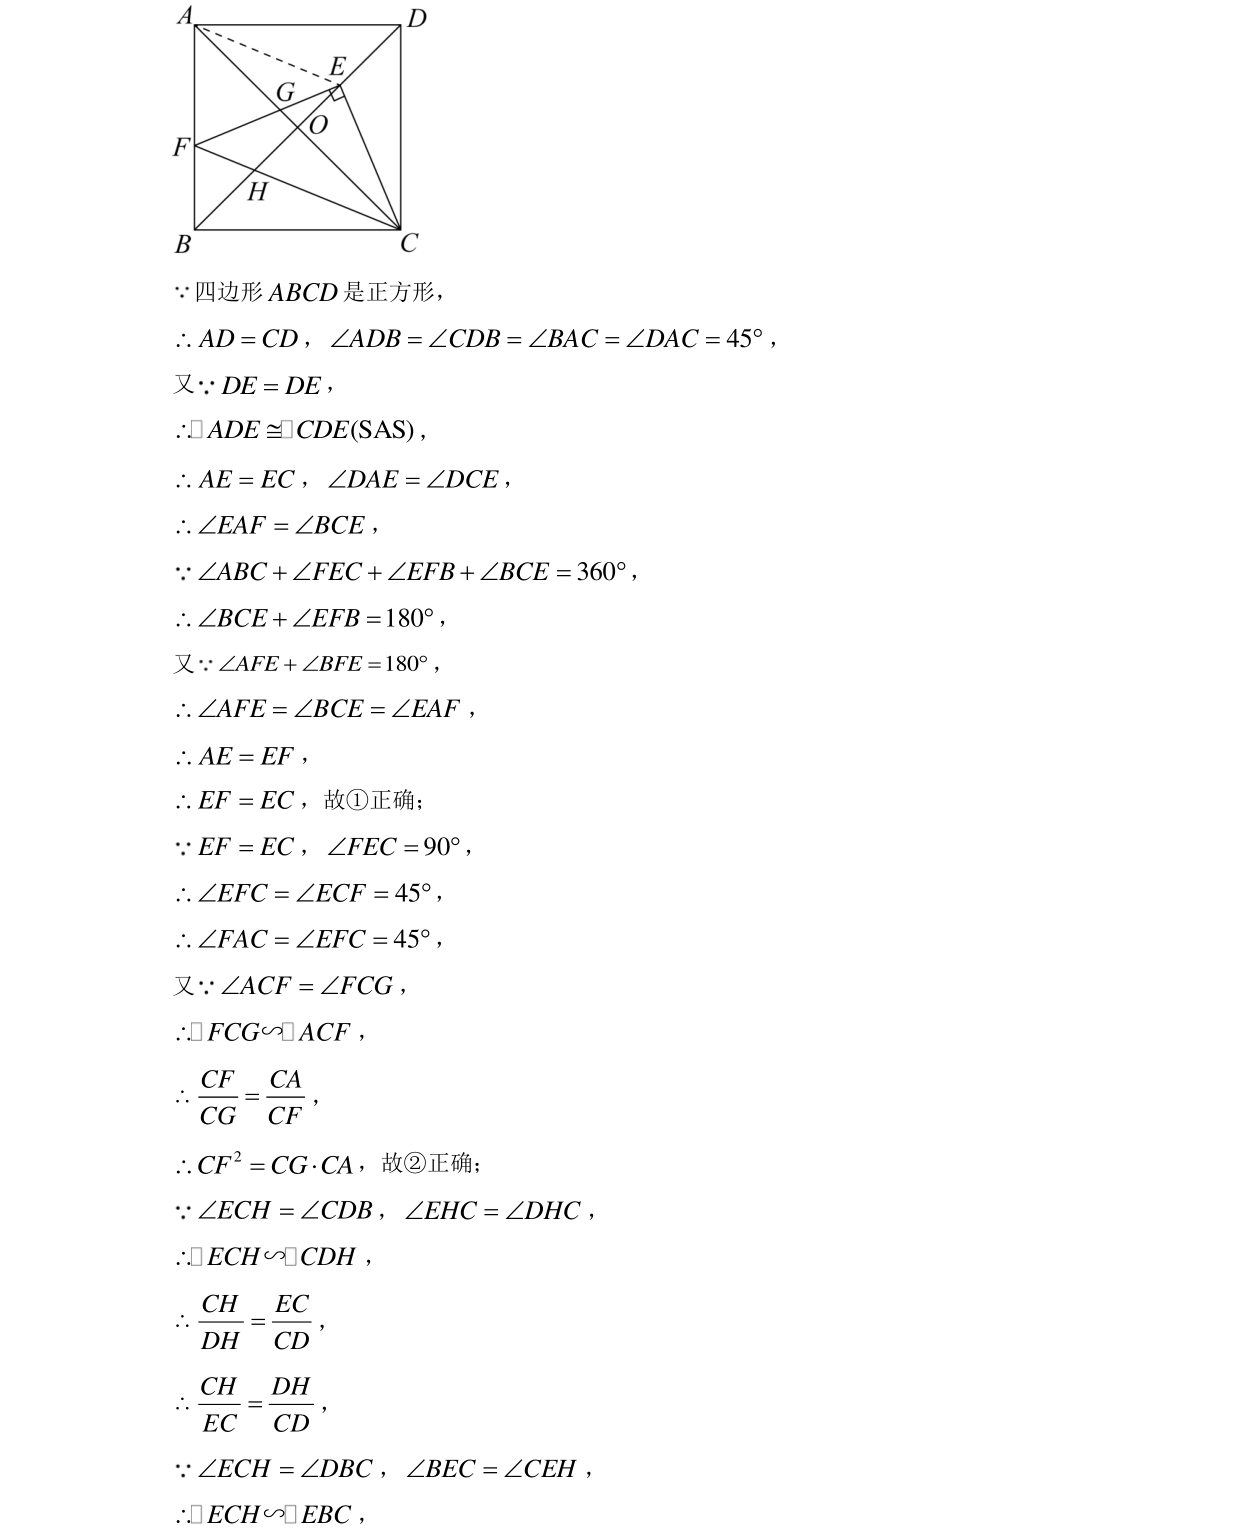 A
D
E
G
O
F
H
B
C
∵四边形ABCD是正方形，
∴AD=CD，∠ADB=∠CDB=∠BAC=∠DAC=45°，
又∵DE=DE，
∴□ADE≅□CDE(SAS)，
∴AE=EC，∠DAE=∠DCE，
∴∠EAF=∠BCE，
∵∠ABC+∠FEC+∠EFB+∠BCE=360°，
∴∠BCE+∠EFB=180°，
又∵∠AFE+∠BFE=180°，
∴∠AFE=∠BCE=∠EAF，
∴AE=EF，
∴EF=EC，故①正确；
∵EF=EC，∠FEC=90°，
∴∠EFC=∠ECF=45°，
∴∠FAC=∠EFC=45°，
又∵∠ACF=∠FCG，
∴□FCG∽□ACF，
∴CF/CG=CA/CF，
∴CF²=CG·CA，故②正确；
∵∠ECH=∠CDB，∠EHC=∠DHC，
∴□ECH∽□CDH，
∴CH/DH=EC/CD，
∴CH/EC=DH/CD，
∵∠ECH=∠DBC，∠BEC=∠CEH，
∴□ECH∽□EBC，